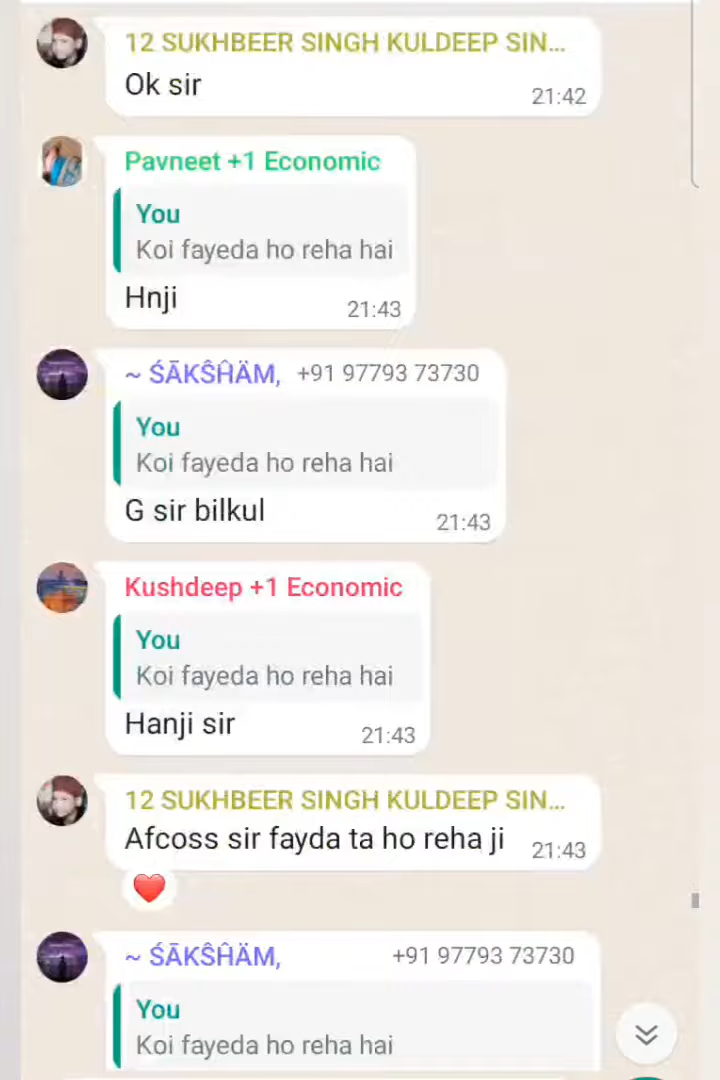 12 SUKHBEER SINGH KULDEEP SIN...
Ok sir
21:42
Pavneet +1 Economic
You
Koi fayeda ho reha hai
Hnji
21:43
~ ŚĀKŜĤÄM, +91 97793 73730
You
Koi fayeda ho reha hai
G sir bilkul
21:43
Kushdeep +1 Economic
You
Koi fayeda ho reha hai
Hanji sir
21:43
12 SUKHBEER SINGH KULDEEP SIN...
Afcoss sir fayda ta ho reha ji
21:43
~ ŚĀKŜĤÄM, +91 97793 73730
You
Koi fayeda ho reha hai